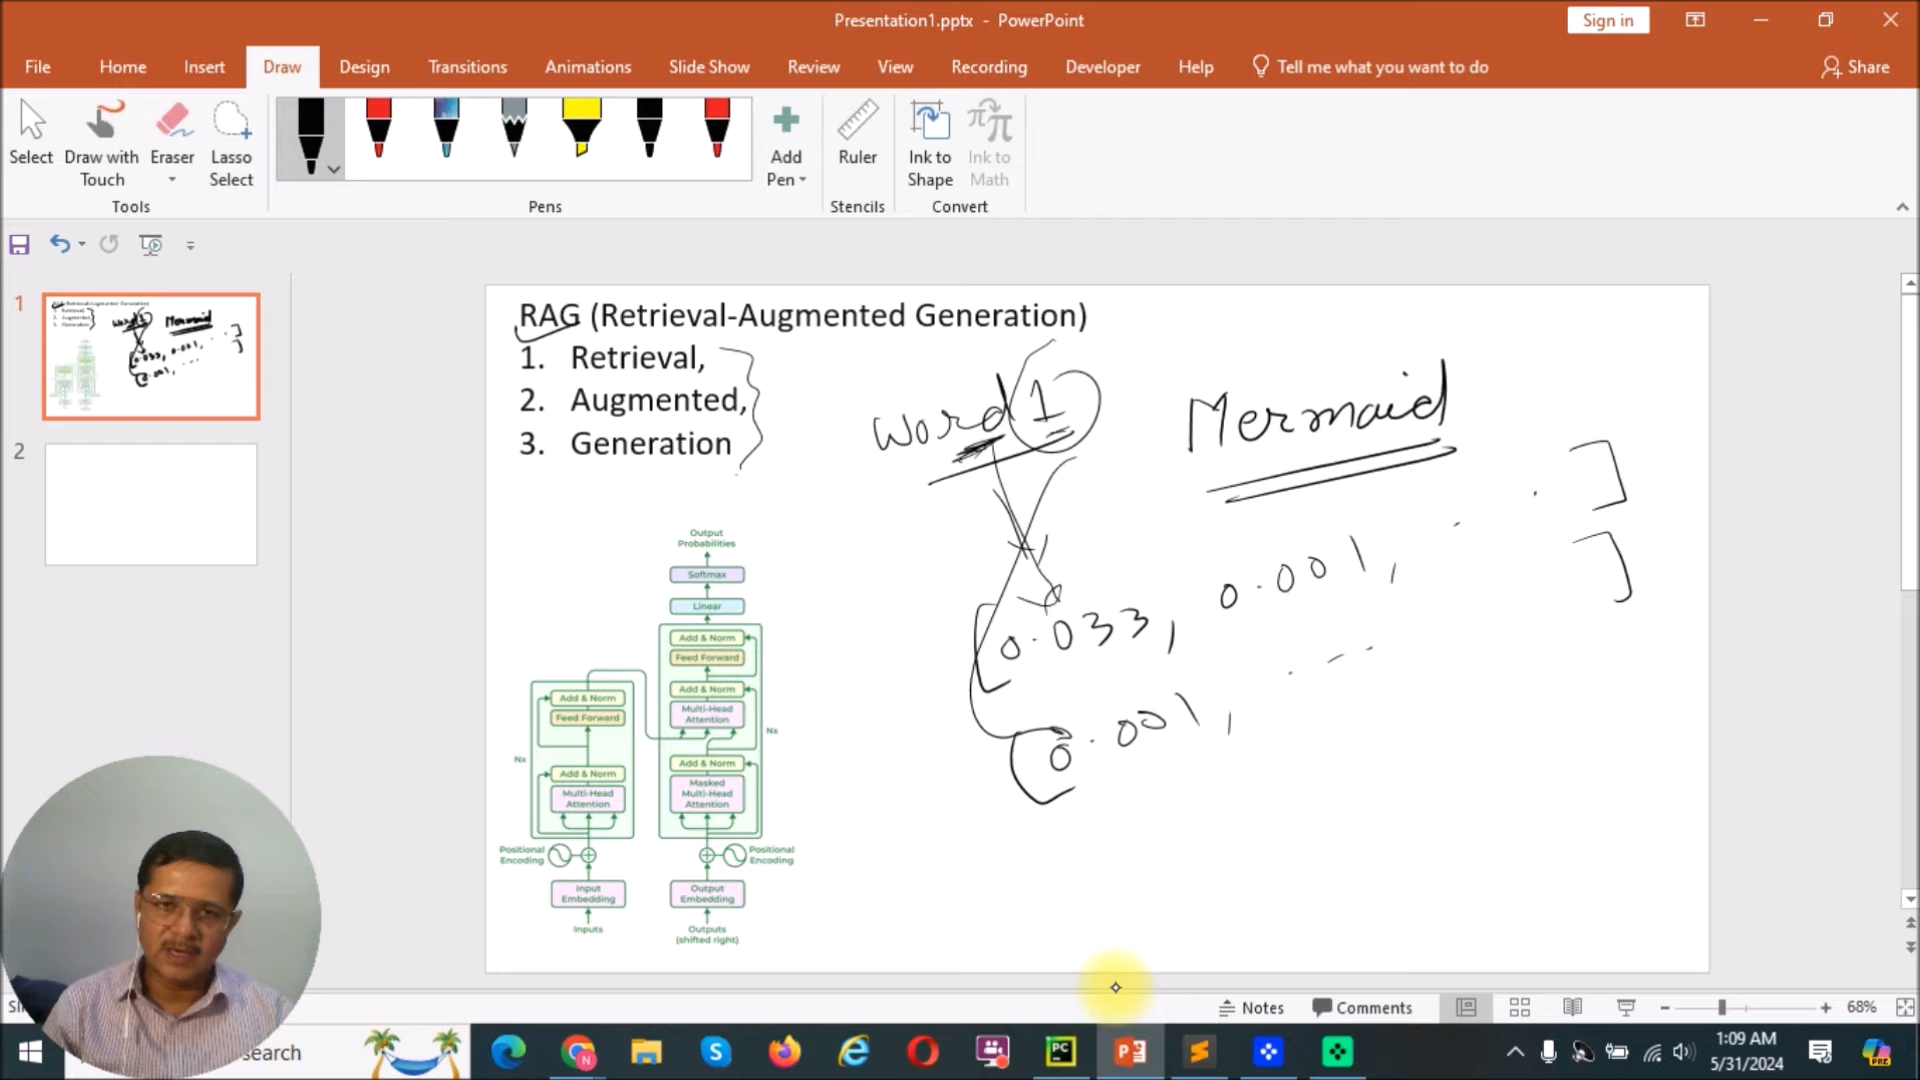 Presentation1.pptx - PowerPoint
Sign in
File Home Insert Draw Design Transitions Animations Slide Show Review View Recording Developer Help Tell me what you want to do Share
Select
Draw with
Touch
Eraser
Lasso
Select
Add
Pen
Ruler
Ink to
Shape
Ink to
Math
Tools
Pens
Stencils
Convert
1
2
RAG (Retrieval-Augmented Generation)
1. Retrieval,
2. Augmented,
3. Generation
word 1
Mermaid
[0.033, 0.001, . . ]
[0.001, . - .. ]
Output
Probabilities
Softmax
Linear
Add & Norm
Feed Forward
Add & Norm
Multi-Head
Attention
Nx
Add & Norm
Masked
Multi-Head
Attention
Add & Norm
Feed Forward
Nx
Add & Norm
Multi-Head
Attention
Positional
Encoding
Positional
Encoding
Input
Embedding
Output
Embedding
Inputs
Outputs
(shifted right)
Notes
Comments
68%
search
1:09 AM
5/31/2024